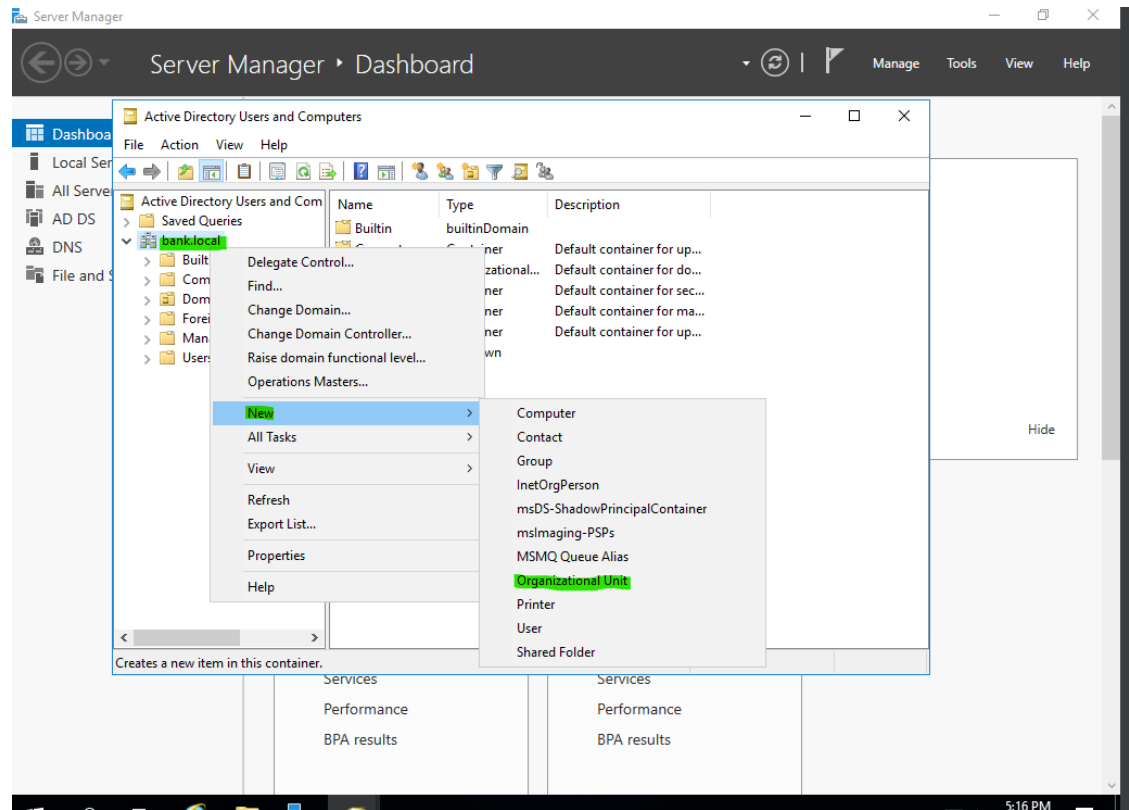 Server Manager
Server Manager • Dashboard
Manage Tools View Help
Active Directory Users and Computers
File Action View Help
Dashboa
Local Ser
All Serve
AD DS
DNS
File and S
Active Directory Users and Com
Saved Queries
bank.local
Built
Com
Dom
Forei
Man
Users
Name Type Description
Builtin builtinDomain
ner Default container for up...
zational... Default container for do...
ner Default container for sec...
ner Default container for ma...
ner Default container for up...
wn
Delegate Control...
Find...
Change Domain...
Change Domain Controller...
Raise domain functional level...
Operations Masters...
New
All Tasks
View
Refresh
Export List...
Properties
Help
Computer
Contact
Group
InetOrgPerson
msDS-ShadowPrincipalContainer
msImaging-PSPs
MSMQ Queue Alias
Organizational Unit
Printer
User
Shared Folder
Hide
Creates a new item in this container.
Services Services
Performance Performance
BPA results BPA results
5:16 PM